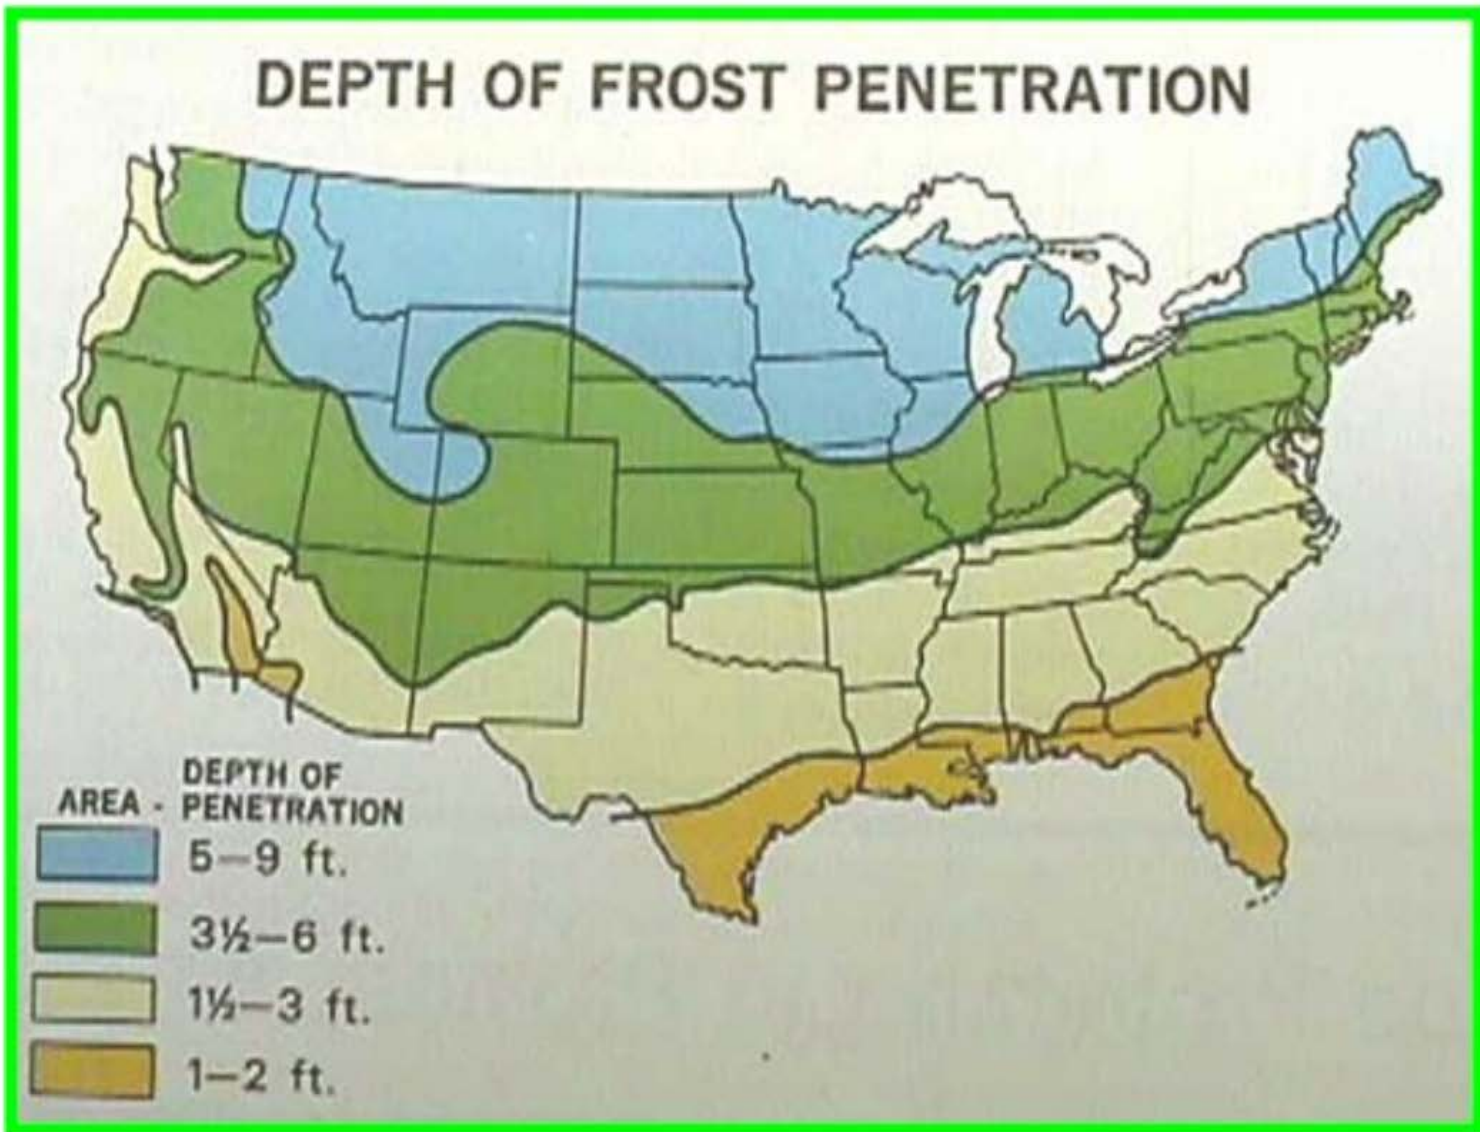 DEPTH OF FROST PENETRATION
DEPTH OF
AREA - PENETRATION
5—9 ft.
3½—6 ft.
1½—3 ft.
1—2 ft.